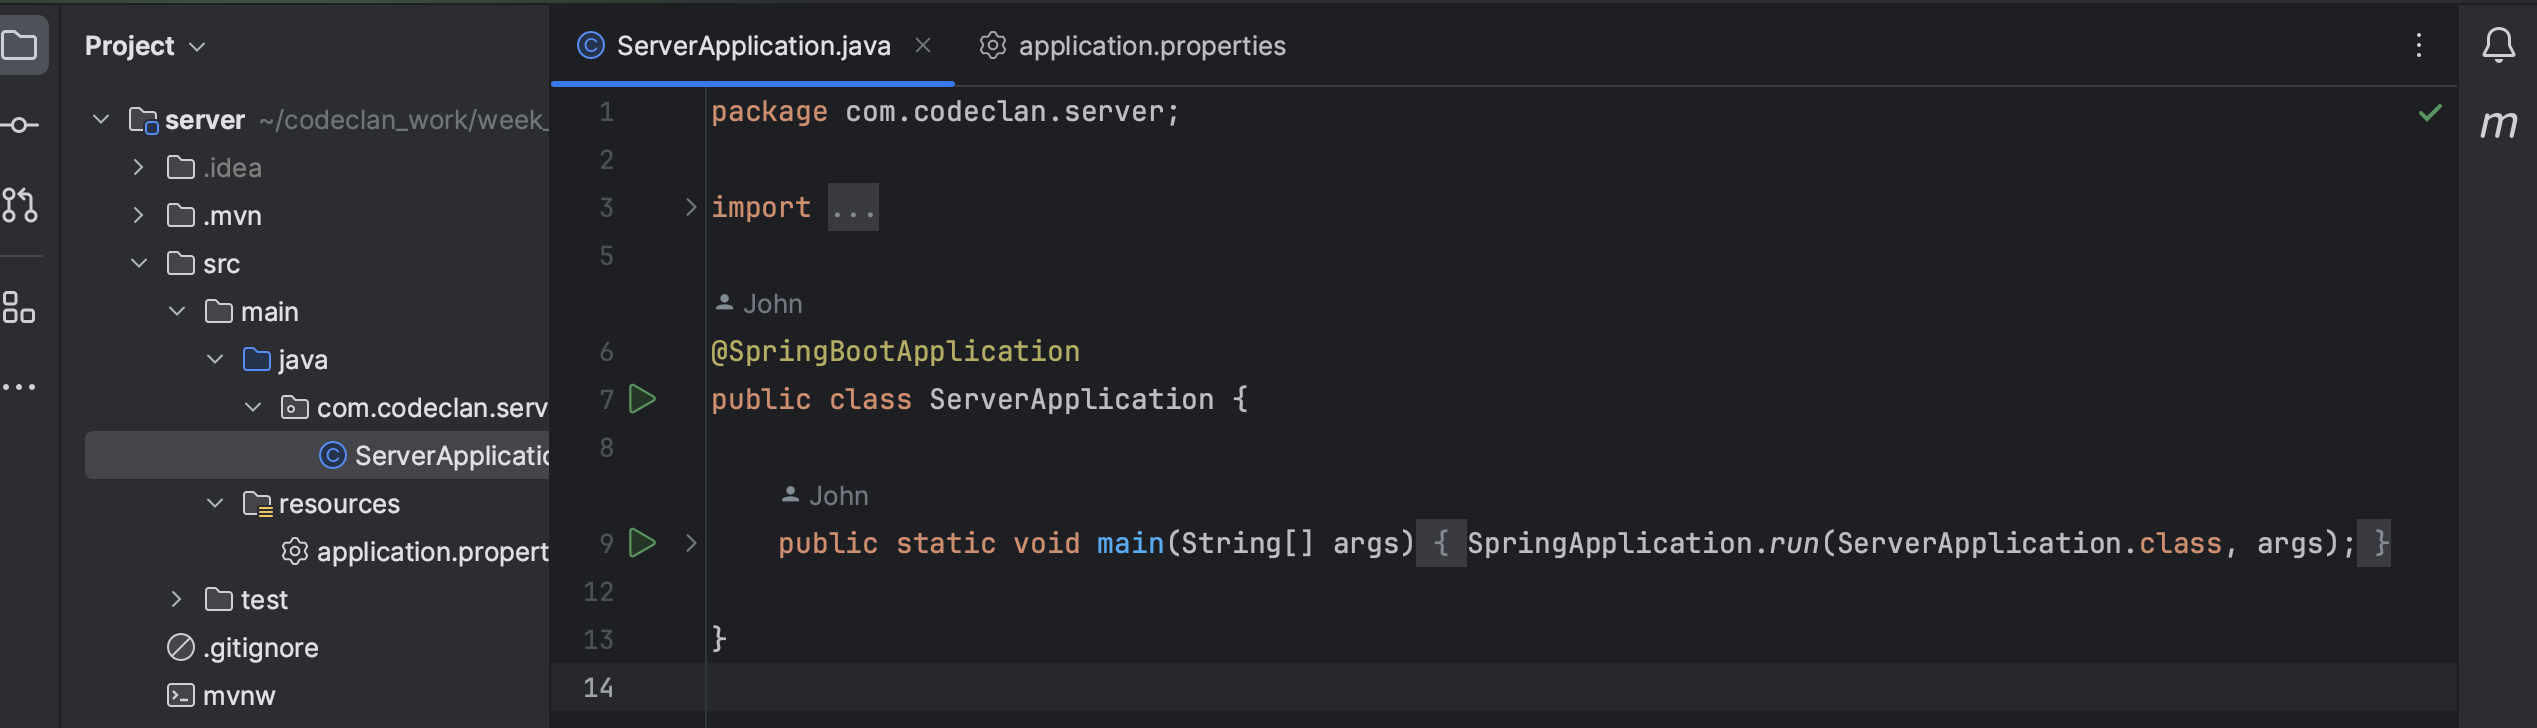 Project
server ~/codeclan_work/week_
.idea
.mvn
src
main
java
com.codeclan.serv
ServerApplicatio
resources
application.propert
test
.gitignore
mvnw
ServerApplication.java
application.properties
1 package com.codeclan.server;
2
3 import ...
5
John
6 @SpringBootApplication
7 public class ServerApplication {
8
John
9 public static void main(String[] args) { SpringApplication.run(ServerApplication.class, args); }
12
13 }
14
m